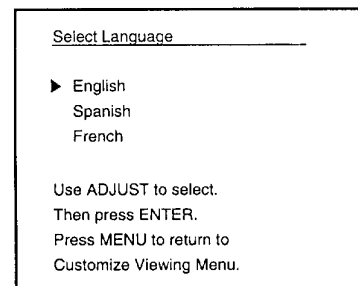 Select Language
▶ English
Spanish
French
Use ADJUST to select.
Then press ENTER.
Press MENU to return to
Customize Viewing Menu.